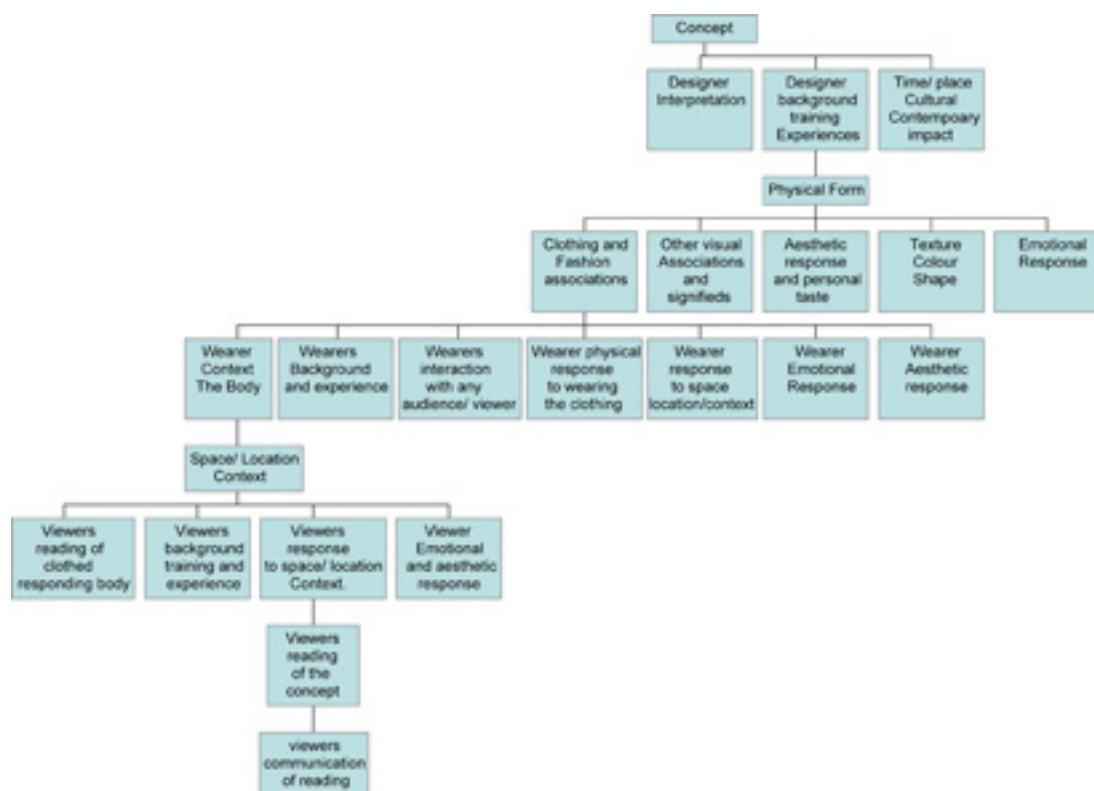 Concept
Designer
Interpretation
Designer
background
training
Experiences
Time/ place
Cultural
Contempoary
impact
Physical Form
Clothing and
Fashion
associations
Other visual
Associations
and
signifieds
Aesthetic
response
and personal
taste
Texture
Colour
Shape
Emotional
Response
Wearer
Context
The Body
Wearers
Background
and experience
Wearers
interaction
with any
audience/ viewer
Wearer physical
response
to wearing
the clothing
Wearer
response
to space
location/context
Wearer
Emotional
Response
Wearer
Aesthetic
response
Space/ Location
Context
Viewers
reading of
clothed
responding body
Viewers
background
training and
experience
Viewers
response
to space/ location
Context.
Viewer
Emotional
and aesthetic
response
Viewers
reading
of the
concept
viewers
communication
of reading